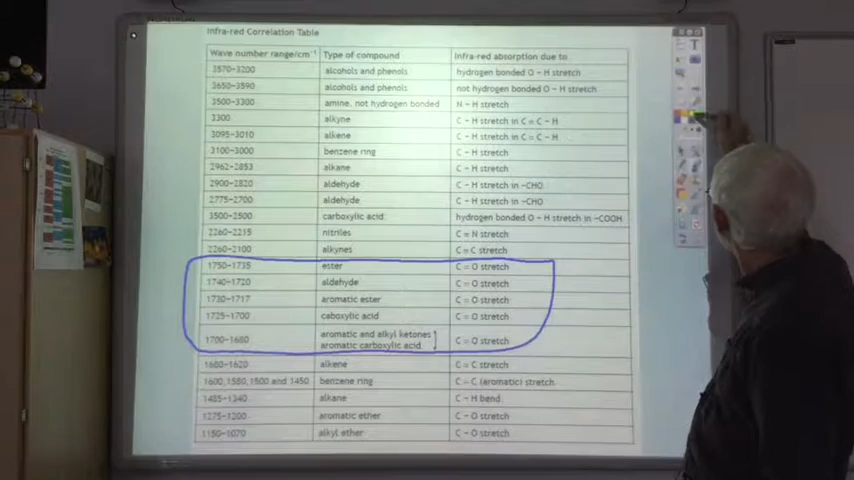 Infra-red Correlation Table
Wave number range/cm⁻¹ Type of compound Infra-red absorption due to
3570-3200 alcohols and phenols hydrogen bonded O – H stretch
3650-3590 alcohols and phenols not hydrogen bonded O – H stretch
3500-3300 amine, not hydrogen bonded N – H stretch
3300 alkyne C – H stretch in C ≡ C – H
3095-3010 alkene C – H stretch in C = C – H
3100-3000 benzene ring C – H stretch
2962-2853 alkane C – H stretch
2900-2820 aldehyde C – H stretch in -CHO
2775-2700 aldehyde C – H stretch in -CHO
3500-2500 carboxylic acid hydrogen bonded O – H stretch in -COOH
2260-2215 nitriles C ≡ N stretch
2260-2100 alkynes C ≡ C stretch
1750-1735 ester C = O stretch
1740-1720 aldehyde C = O stretch
1730-1717 aromatic ester C = O stretch
1725-1700 caboxylic acid C = O stretch
1700-1680 aromatic and alkyl ketones C = O stretch
aromatic carboxylic acid
1680-1620 alkene C = C stretch
1600, 1580, 1500 and 1450 benzene ring C – C (aromatic) stretch
1485-1340 alkane C – H bend
1275-1200 aromatic ether C – O stretch
1150-1070 alkyl ether C – O stretch